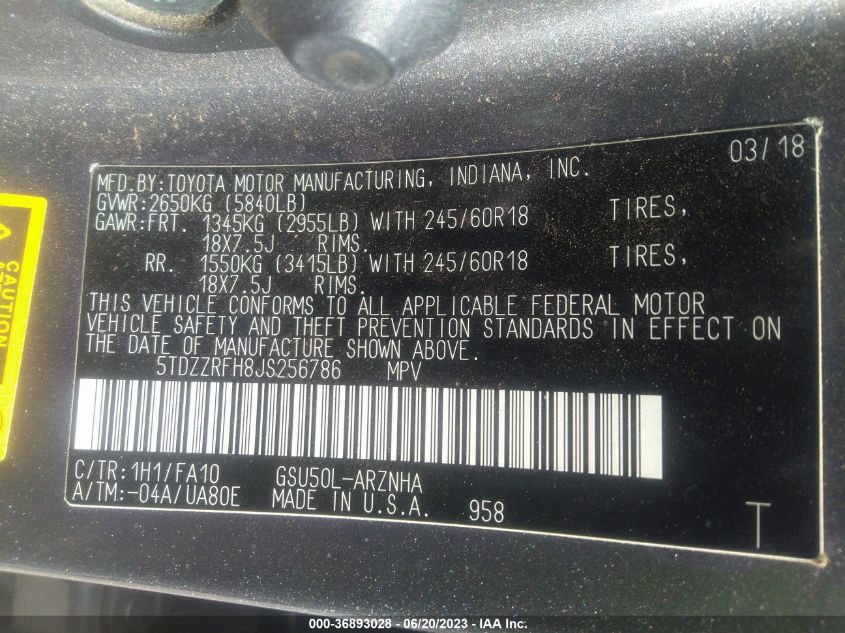 03/18
MFD.BY:TOYOTA MOTOR MANUFACTURING, INDIANA, INC.
GVWR:2650KG (5840LB)
GAWR:FRT. 1345KG (2955LB) WITH 245/60R18 TIRES,
18X7.5J RIMS.
RR. 1550KG (3415LB) WITH 245/60R18 TIRES,
18X7.5J RIMS.
THIS VEHICLE CONFORMS TO ALL APPLICABLE FEDERAL MOTOR
VEHICLE SAFETY AND THEFT PREVENTION STANDARDS IN EFFECT ON
THE DATE OF MANUFACTURE SHOWN ABOVE.
5TDZZRFH8JS256786 MPV
C/TR:1H1/FA10 GSU50L-ARZNHA
A/TM:-04A/UA80E MADE IN U.S.A. 958 T
CAUTION
000-36893028 - 06/20/2023 - IAA Inc.